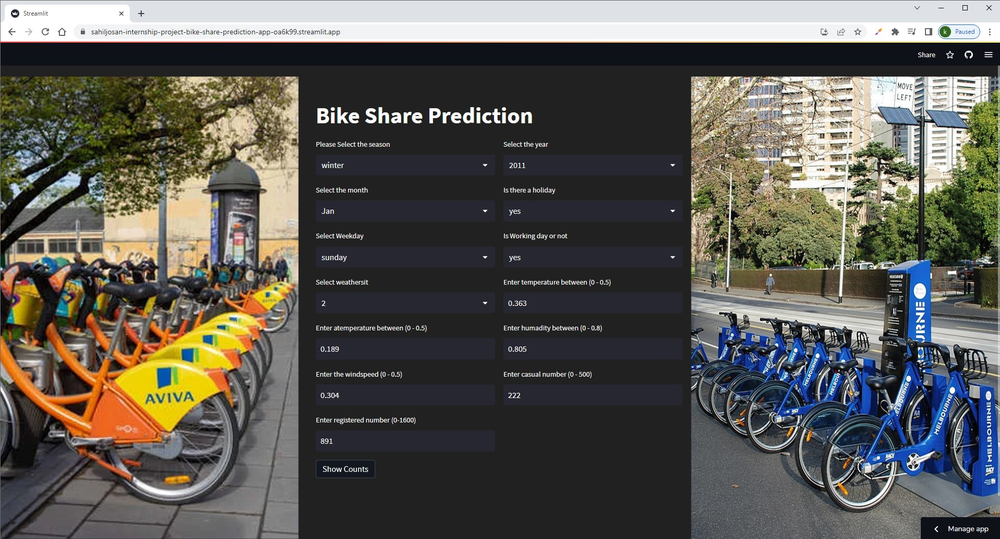 Streamlit
sahiljosan-internship-project-bike-share-prediction-app-oa6k99.streamlit.app
k Paused
Share
MOVE
LEFT
Bike Share Prediction
Please Select the season
Select the year
winter
2011
Select the month
Is there a holiday
Jan
yes
Select Weekday
Is Working day or not
sunday
yes
Select weathersit
Enter temperature between (0 - 0.5)
2
0.363
Enter atemperature between (0 - 0.5)
Enter humadity between (0 - 0.8)
0.189
0.805
Enter the windspeed (0 - 0.5)
Enter casual number (0 - 500)
0.304
222
Enter registered number (0-1600)
891
Show Counts
AVIVA
MELBOURNE
MELBOURNE
MELBOURNE
MELBOURNE
RACV
RACV
Manage app